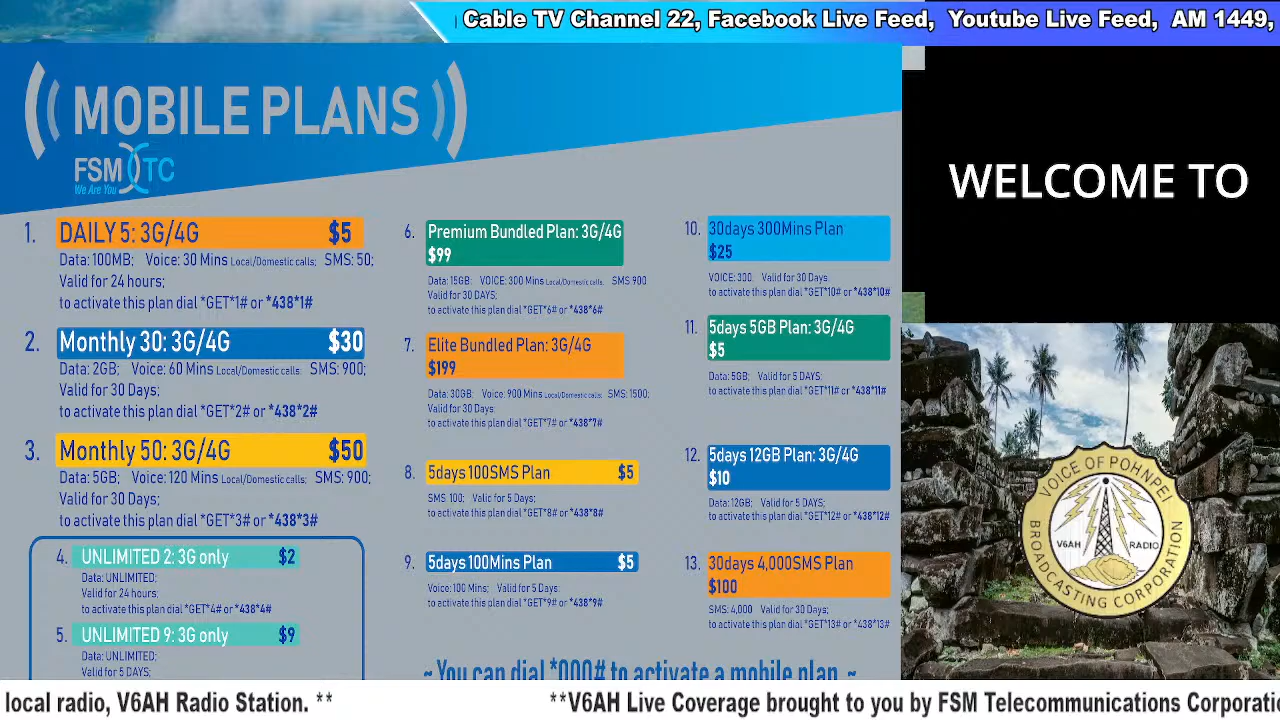 Cable TV Channel 22, Facebook Live Feed, Youtube Live Feed, AM 1449,
MOBILE PLANS
FSM TC
We Are You
1. DAILY 5: 3G/4G $5
Data: 100MB; Voice: 30 Mins Local/Domestic calls; SMS: 50;
Valid for 24 hours;
to activate this plan dial *GET*1# or *438*1#
2. Monthly 30: 3G/4G $30
Data: 2GB; Voice: 60 Mins Local/Domestic calls; SMS: 900;
Valid for 30 Days;
to activate this plan dial *GET*2# or *438*2#
3. Monthly 50: 3G/4G $50
Data: 5GB; Voice: 120 Mins Local/Domestic calls; SMS: 900;
Valid for 30 Days;
to activate this plan dial *GET*3# or *438*3#
4. UNLIMITED 2: 3G only $2
Data: UNLIMITED;
Valid for 24 hours;
to activate this plan dial *GET*4# or *438*4#
5. UNLIMITED 9: 3G only $9
Data: UNLIMITED;
Valid for 5 DAYS;
6. Premium Bundled Plan: 3G/4G
$99
Data: 15GB; VOICE: 300 Mins Local/Domestic calls; SMS 900
Valid for 30 DAYS;
to activate this plan dial *GET*6# or *438*6#
7. Elite Bundled Plan: 3G/4G
$199
Data: 30GB; Voice: 900 Mins Local/Domestic calls; SMS: 1500;
Valid for 30 Days;
to activate this plan dial *GET*7# or *438*7#
8. 5days 100SMS Plan $5
SMS 100; Valid for 5 Days;
to activate this plan dial *GET*8# or *438*8#
9. 5days 100Mins Plan $5
Voice: 100 Mins; Valid for 5 Days;
to activate this plan dial *GET*9# or *438*9#
10. 30days 300Mins Plan
$25
VOICE: 300 Valid for 30 Days;
to activate this plan dial *GET*10# or *438*10#
11. 5days 5GB Plan: 3G/4G
$5
Data: 5GB; Valid for 5 DAYS;
to activate this plan dial *GET*11# or *438*11#
12. 5days 12GB Plan: 3G/4G
$10
Data: 12GB; Valid for 5 DAYS;
to activate this plan dial *GET*12# or *438*12#
13. 30days 4,000SMS Plan
$100
SMS: 4,000 Valid for 30 Days;
to activate this plan dial *GET*13# or *438*13#
~ You can dial *000# to activate a mobile plan ~
WELCOME TO
VOICE OF POHNPEI
V6AH RADIO
BROADCASTING CORPORATION
local radio, V6AH Radio Station. ** **V6AH Live Coverage brought to you by FSM Telecommunications Corporatio